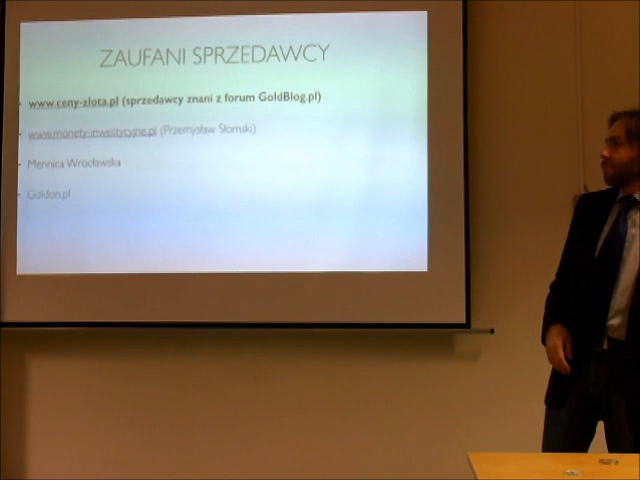 ZAUFANI SPRZEDAWCY
www.ceny-zlota.pl (sprzedawcy znani z forum GoldBlog.pl)
www.monety-inwestycyjne.pl (Przemysław Słomski)
Mennica Wrocławska
Goldon.pl